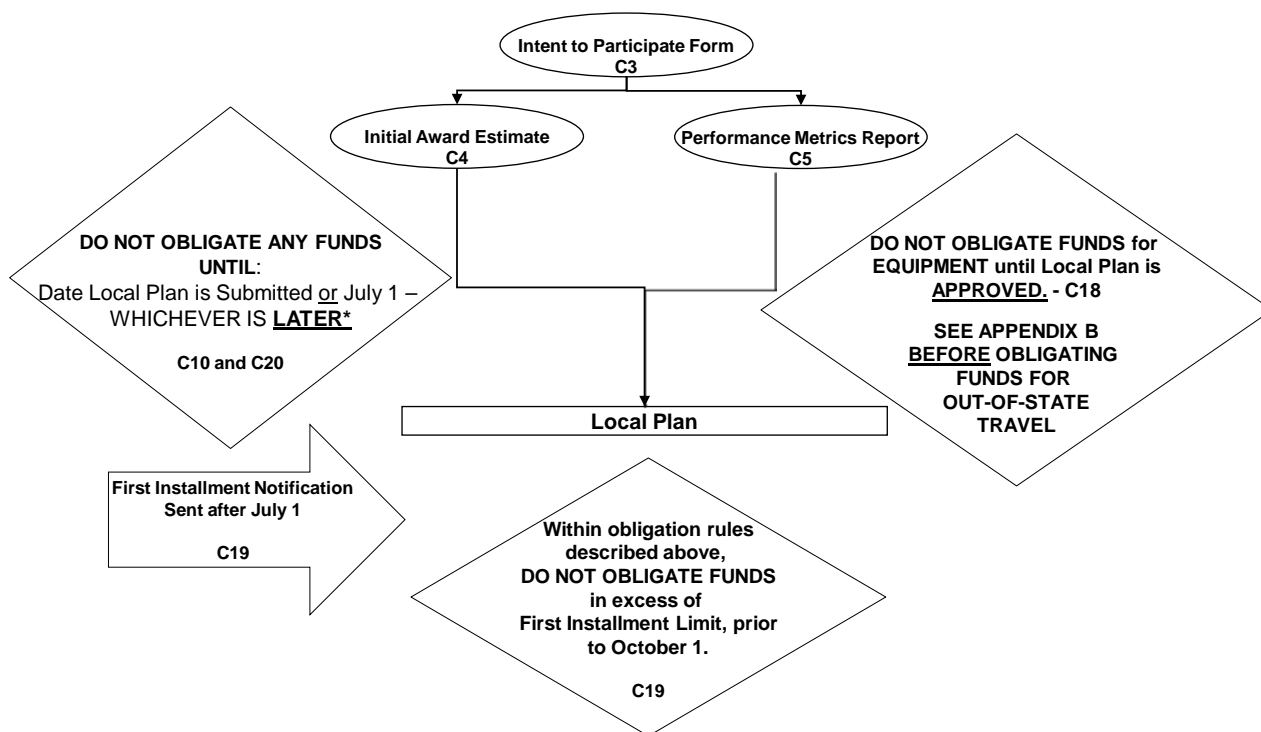 Intent to Participate Form
C3
Initial Award Estimate
C4
Performance Metrics Report
C5
DO NOT OBLIGATE ANY FUNDS
UNTIL:
Date Local Plan is Submitted or July 1 –
WHICHEVER IS LATER*
C10 and C20
DO NOT OBLIGATE FUNDS for
EQUIPMENT until Local Plan is
APPROVED. - C18
SEE APPENDIX B
BEFORE OBLIGATING
FUNDS FOR
OUT-OF-STATE
TRAVEL
Local Plan
First Installment Notification
Sent after July 1
C19
Within obligation rules
described above,
DO NOT OBLIGATE FUNDS
in excess of
First Installment Limit, prior
to October 1.
C19